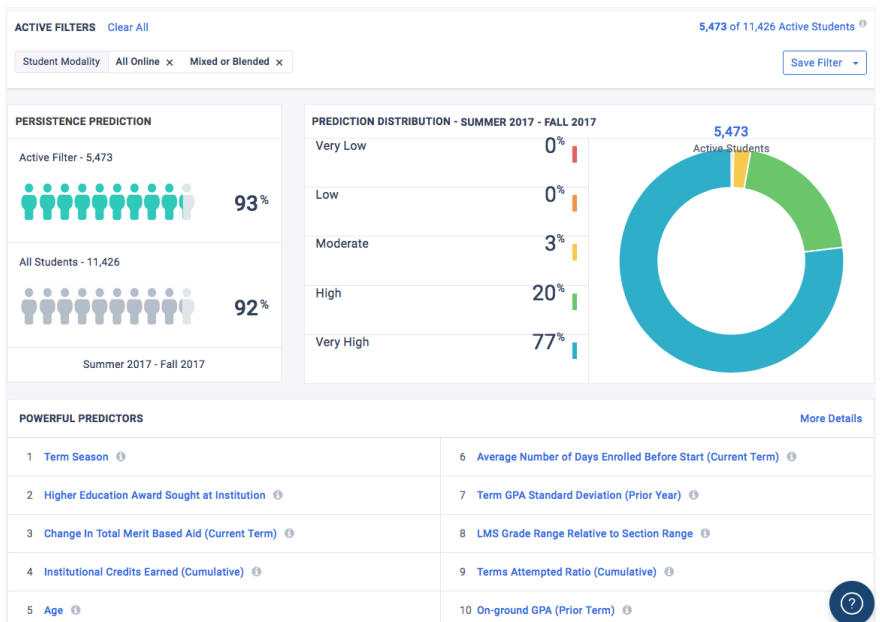 ACTIVE FILTERS Clear All
5,473 of 11,426 Active Students
Student Modality All Online × Mixed or Blended ×
Save Filter
PERSISTENCE PREDICTION
Active Filter - 5,473
93%
All Students - 11,426
92%
Summer 2017 - Fall 2017
PREDICTION DISTRIBUTION - SUMMER 2017 - FALL 2017
Very Low 0%
Low 0%
Moderate 3%
High 20%
Very High 77%
5,473
Active Students
POWERFUL PREDICTORS
More Details
1 Term Season
2 Higher Education Award Sought at Institution
3 Change In Total Merit Based Aid (Current Term)
4 Institutional Credits Earned (Cumulative)
5 Age
6 Average Number of Days Enrolled Before Start (Current Term)
7 Term GPA Standard Deviation (Prior Year)
8 LMS Grade Range Relative to Section Range
9 Terms Attempted Ratio (Cumulative)
10 On-ground GPA (Prior Term)
?